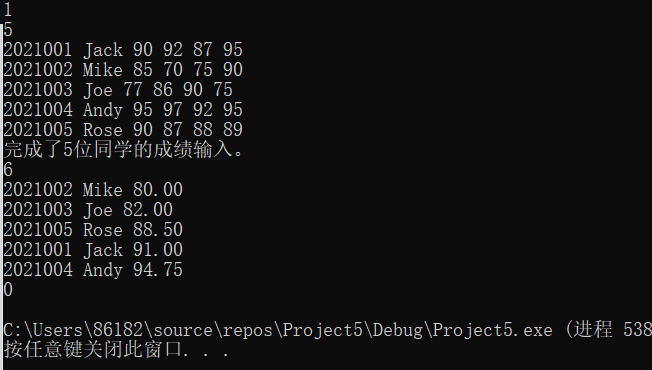 1
5
2021001 Jack 90 92 87 95
2021002 Mike 85 70 75 90
2021003 Joe 77 86 90 75
2021004 Andy 95 97 92 95
2021005 Rose 90 87 88 89
完成了5位同学的成绩输入。
6
2021002 Mike 80.00
2021003 Joe 82.00
2021005 Rose 88.50
2021001 Jack 91.00
2021004 Andy 94.75
0
C:\Users\86182\source\repos\Project5\Debug\Project5.exe (进程 538
按任意键关闭此窗口. . .